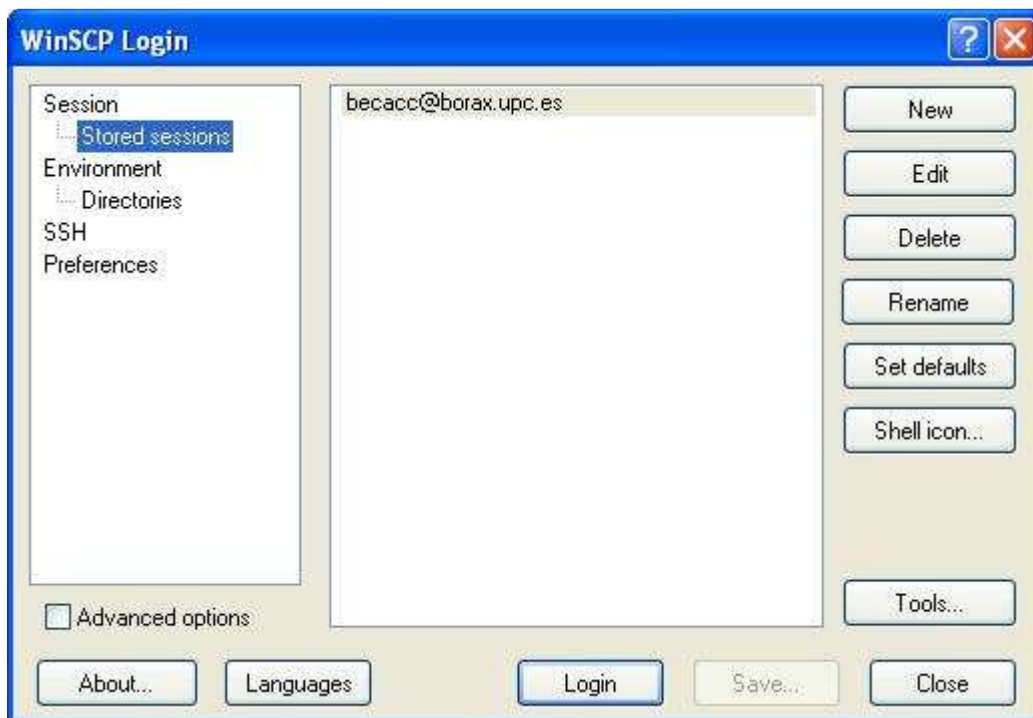 WinSCP Login
?
Session
Stored sessions
Environment
Directories
SSH
Preferences
becacc@borax.upc.es
New
Edit
Delete
Rename
Set defaults
Shell icon...
Tools...
Advanced options
About...
Languages
Login
Save...
Close